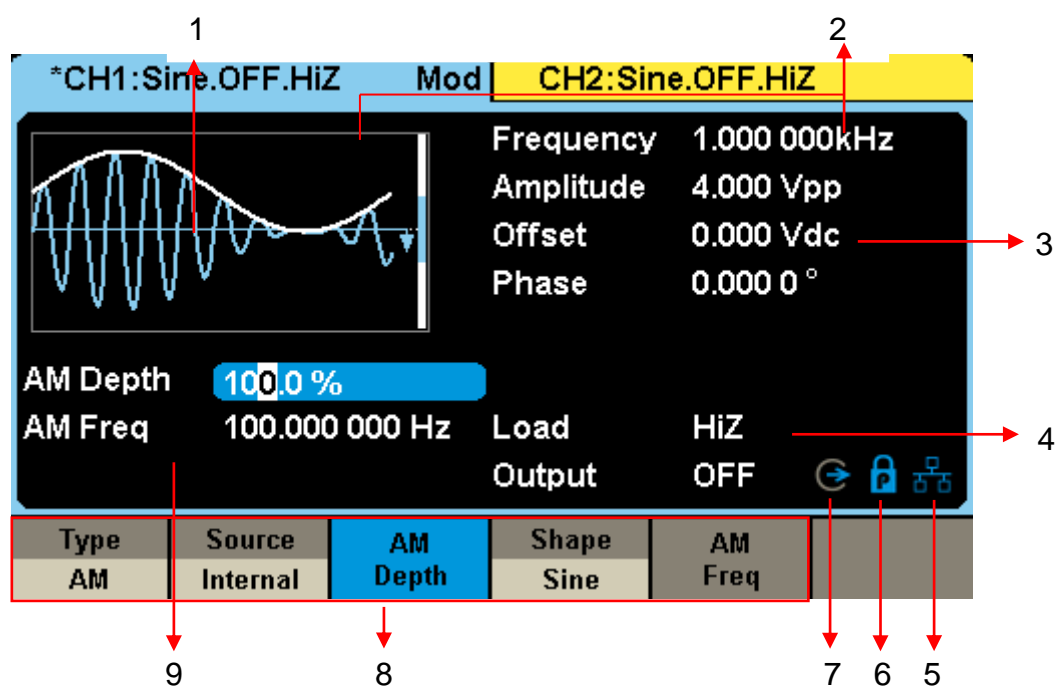 1 2
*CH1:Sine.OFF.HiZ Mod CH2:Sine.OFF.HiZ
Frequency 1.000 000kHz
Amplitude 4.000 Vpp
Offset 0.000 Vdc 3
Phase 0.000 0 °
AM Depth 100.0 %
AM Freq 100.000 000 Hz Load HiZ 4
Output OFF P
Type Source AM Shape AM
AM Internal Depth Sine Freq
9 8 7 6 5